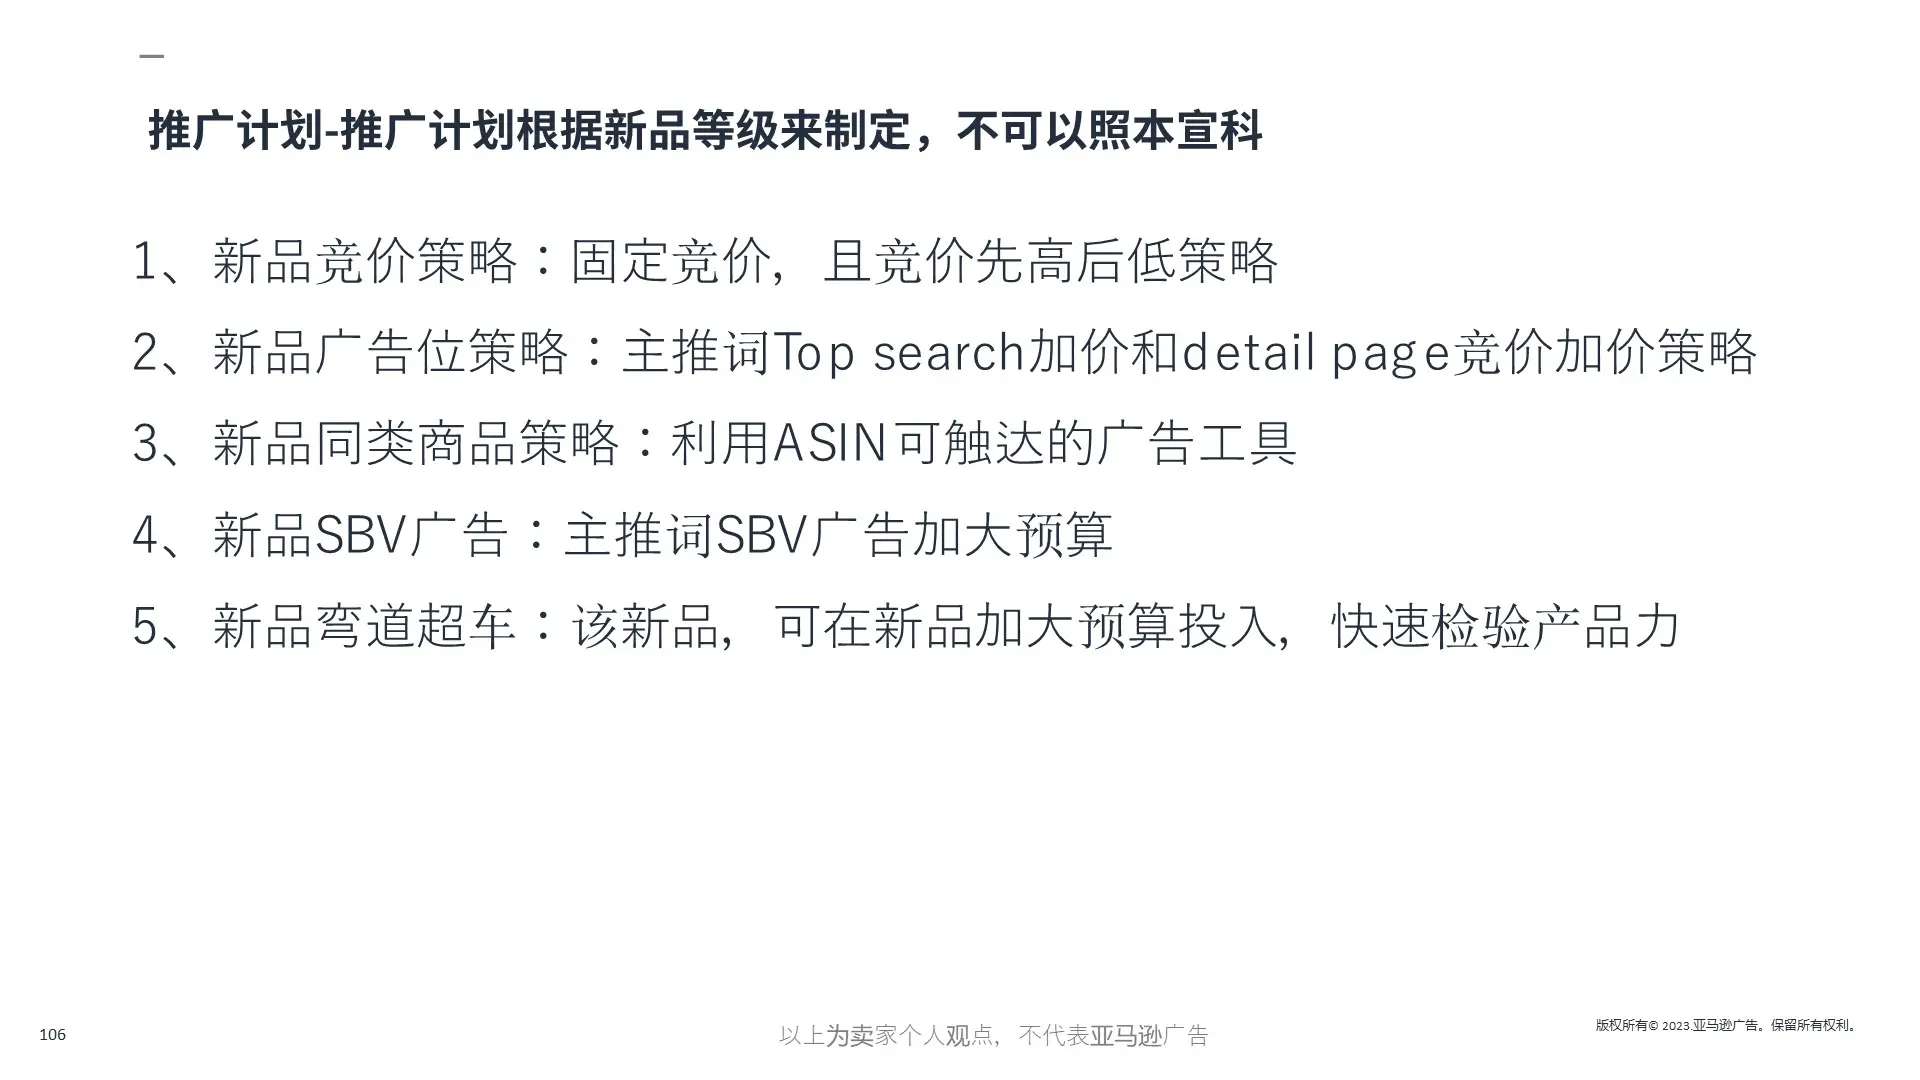 推广计划-推广计划根据新品等级来制定，不可以照本宣科
1、新品竞价策略：固定竞价，且竞价先高后低策略
2、新品广告位策略：主推词Top search加价和detail page竞价加价策略
3、新品同类商品策略：利用ASIN可触达的广告工具
4、新品SBV广告：主推词SBV广告加大预算
5、新品弯道超车：该新品，可在新品加大预算投入，快速检验产品力
106
以上为卖家个人观点，不代表亚马逊广告
版权所有© 2023.亚马逊广告。保留所有权利。